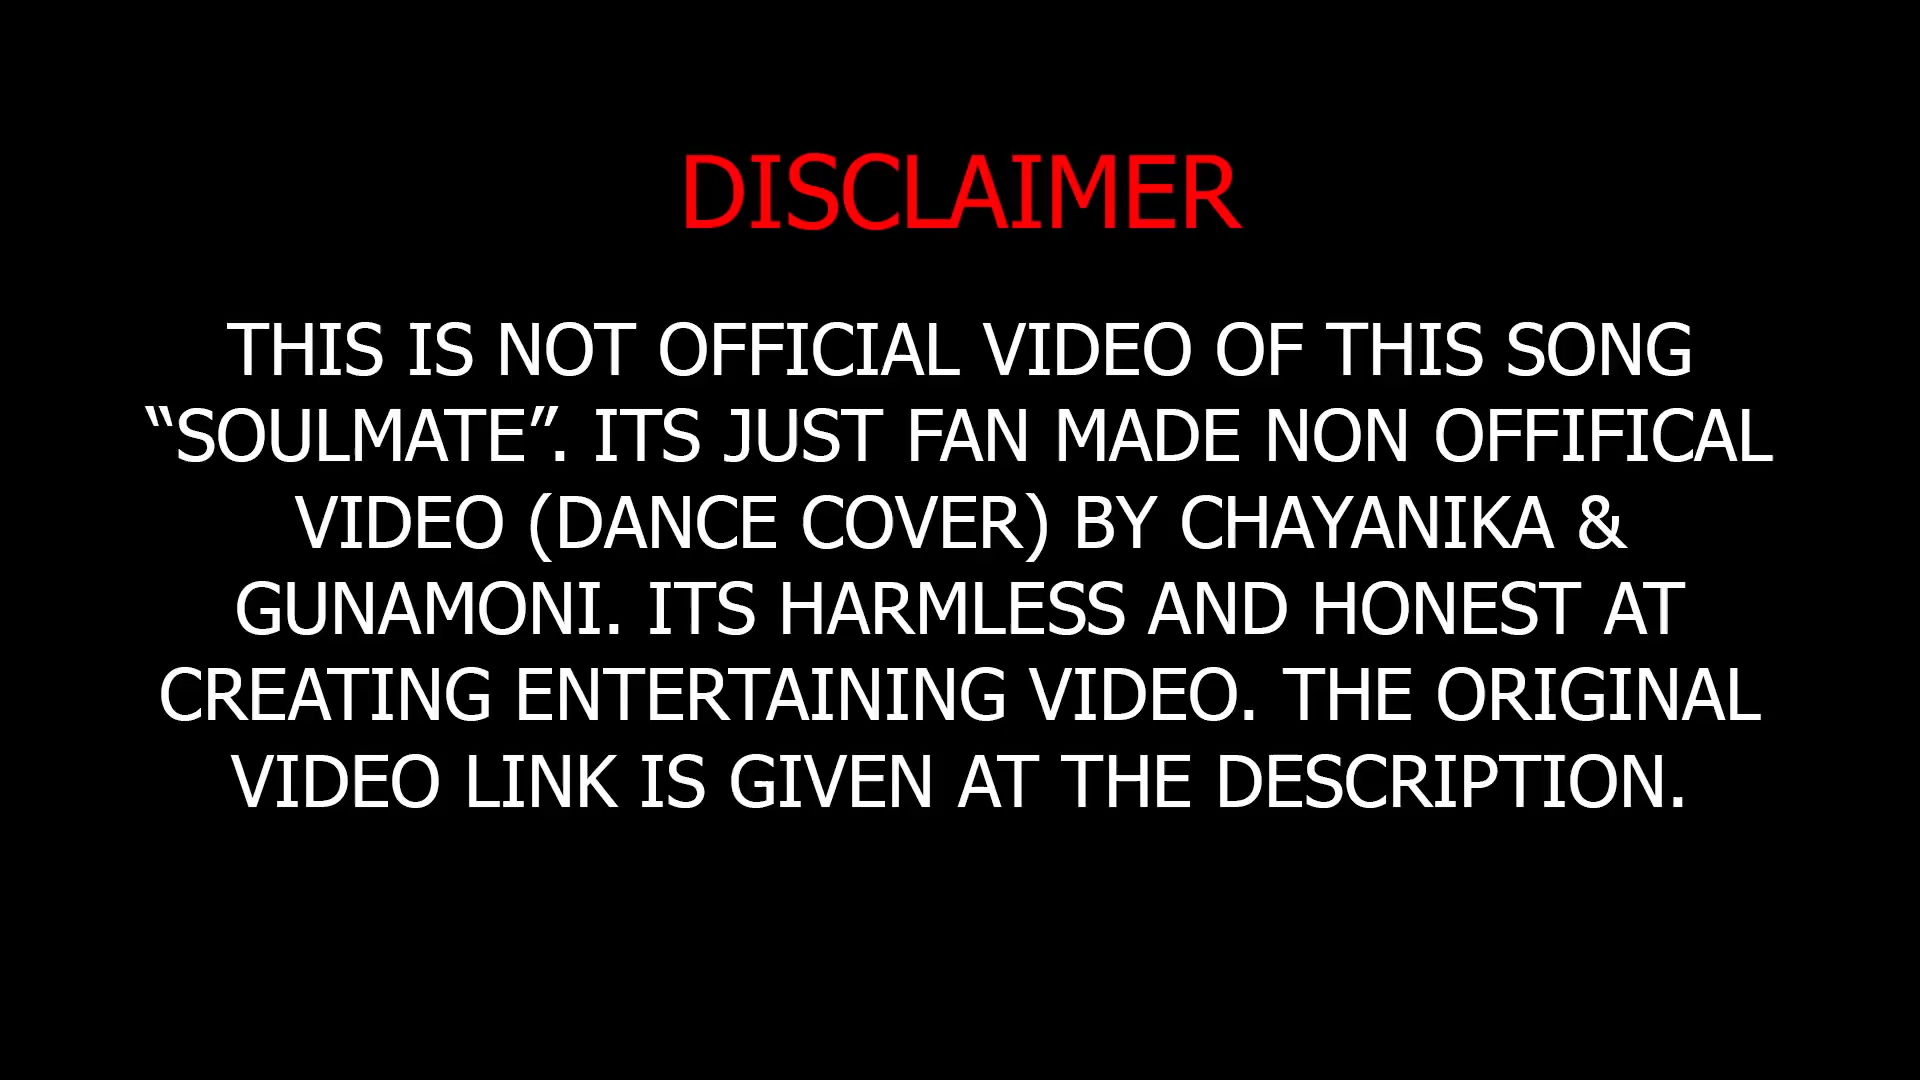 DISCLAIMER
THIS IS NOT OFFICIAL VIDEO OF THIS SONG
“SOULMATE”. ITS JUST FAN MADE NON OFFIFICAL
VIDEO (DANCE COVER) BY CHAYANIKA &
GUNAMONI. ITS HARMLESS AND HONEST AT
CREATING ENTERTAINING VIDEO. THE ORIGINAL
VIDEO LINK IS GIVEN AT THE DESCRIPTION.